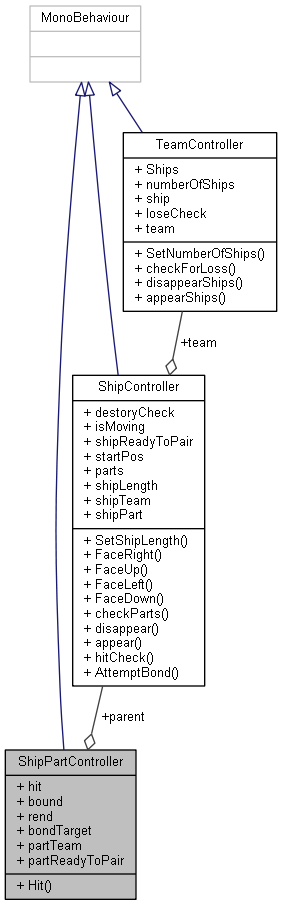 MonoBehaviour
TeamController
+ Ships
+ numberOfShips
+ ship
+ loseCheck
+ team
+ SetNumberOfShips()
+ checkForLoss()
+ disappearShips()
+ appearShips()
+team
ShipController
+ destoryCheck
+ isMoving
+ shipReadyToPair
+ startPos
+ parts
+ shipLength
+ shipTeam
+ shipPart
+ SetShipLength()
+ FaceRight()
+ FaceUp()
+ FaceLeft()
+ FaceDown()
+ checkParts()
+ disappear()
+ appear()
+ hitCheck()
+ AttemptBond()
+parent
ShipPartController
+ hit
+ bound
+ rend
+ bondTarget
+ partTeam
+ partReadyToPair
+ Hit()